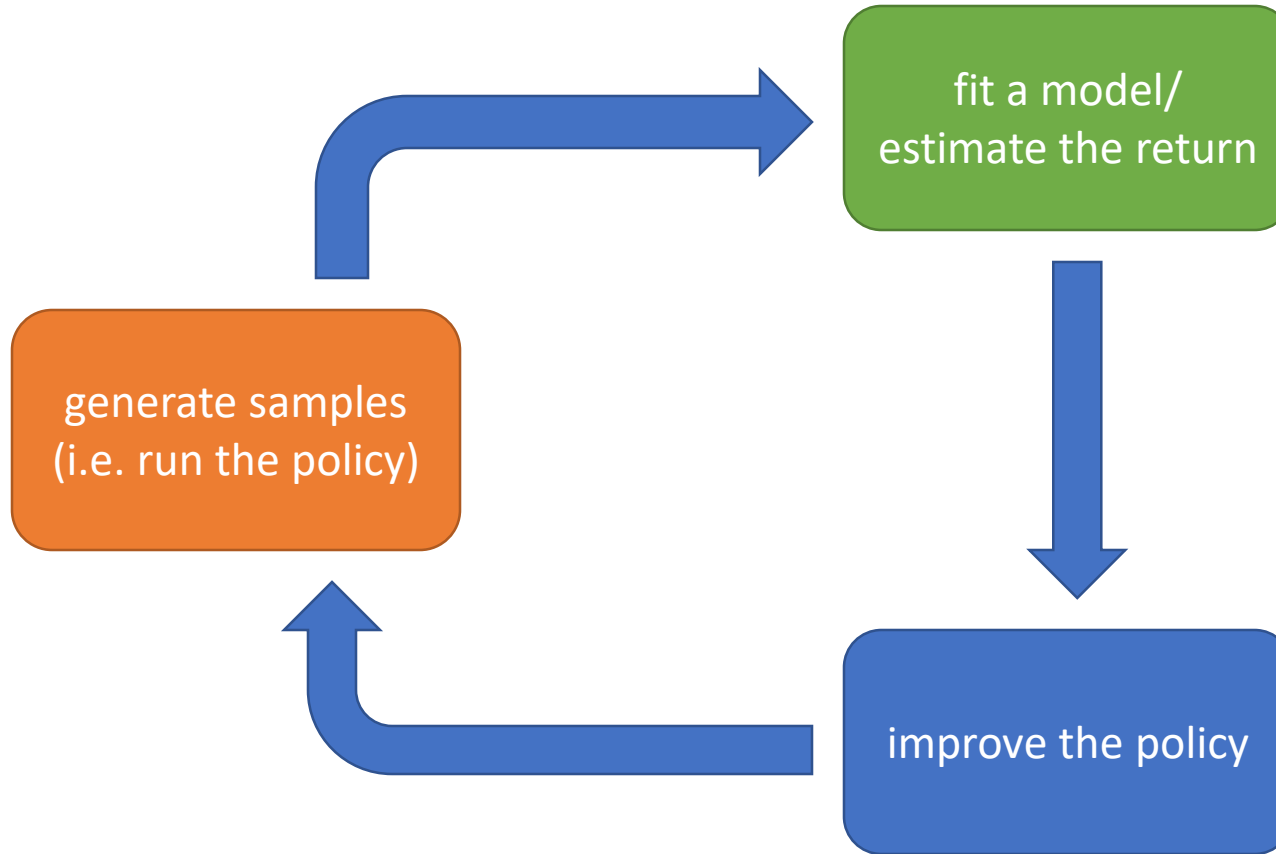 fit a model/
estimate the return
generate samples
(i.e. run the policy)
improve the policy